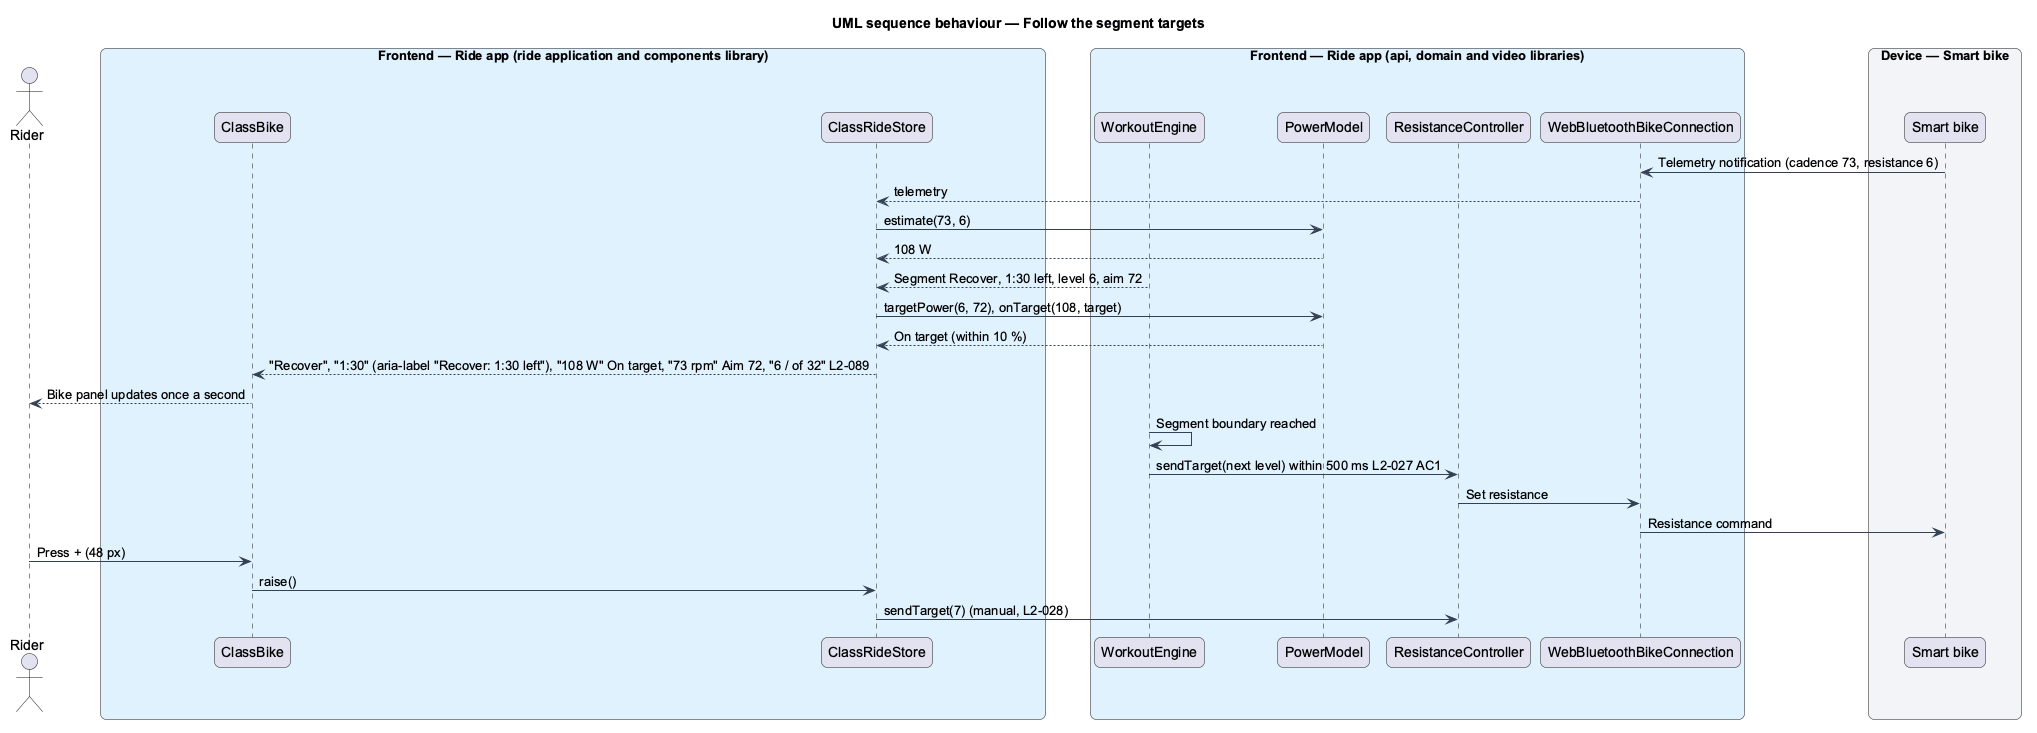 UML sequence behaviour — Follow the segment targets
Frontend — Ride app (ride application and components library)
Frontend — Ride app (api, domain and video libraries)
Device — Smart bike
Rider
ClassBike
ClassRideStore
WorkoutEngine
PowerModel
ResistanceController
WebBluetoothBikeConnection
Smart bike
Telemetry notification (cadence 73, resistance 6)
telemetry
estimate(73, 6)
108 W
Segment Recover, 1:30 left, level 6, aim 72
targetPower(6, 72), onTarget(108, target)
On target (within 10 %)
"Recover", "1:30" (aria-label "Recover: 1:30 left"), "108 W" On target, "73 rpm" Aim 72, "6 / of 32" L2-089
Bike panel updates once a second
Segment boundary reached
sendTarget(next level) within 500 ms L2-027 AC1
Set resistance
Resistance command
Press + (48 px)
raise()
sendTarget(7) (manual, L2-028)
Rider
ClassBike
ClassRideStore
WorkoutEngine
PowerModel
ResistanceController
WebBluetoothBikeConnection
Smart bike